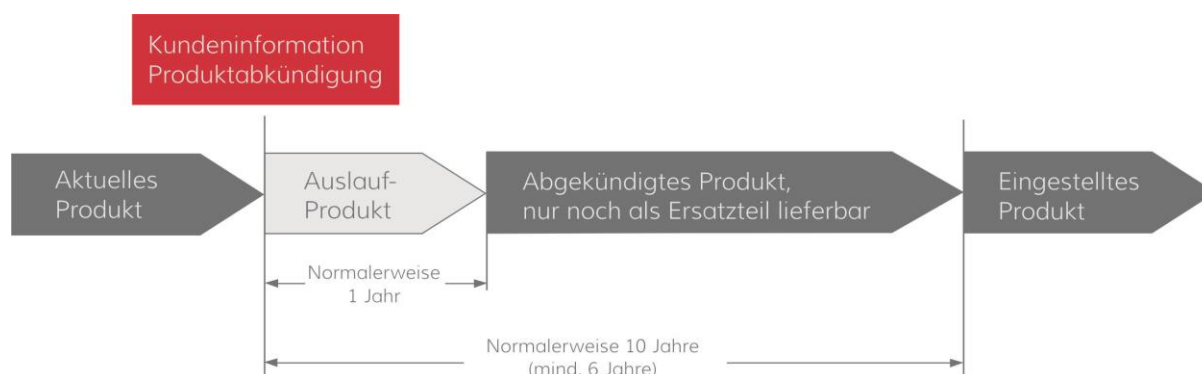 Kundeninformation
Produktabkündigung
Aktuelles
Produkt
Auslauf-
Produkt
Abgekündigtes Produkt,
nur noch als Ersatzteil lieferbar
Eingestelltes
Produkt
Normalerweise
1 Jahr
Normalerweise 10 Jahre
(mind. 6 Jahre)